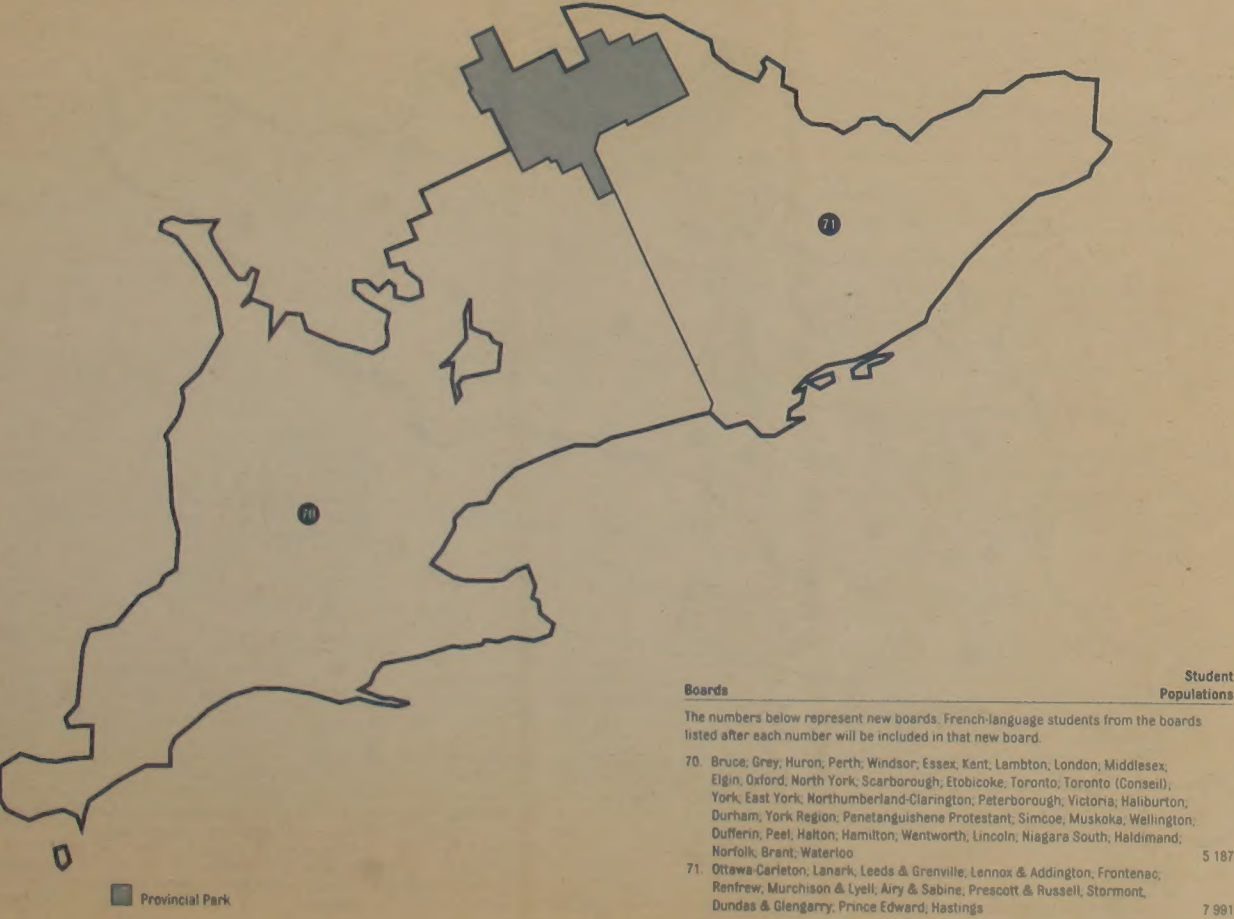 71
70
Boards
Student
Populations
The numbers below represent new boards. French-language students from the boards
listed after each number will be included in that new board.
70. Bruce; Grey; Huron; Perth; Windsor; Essex; Kent; Lambton; London; Middlesex;
Elgin; Oxford; North York; Scarborough; Etobicoke; Toronto; Toronto (Conseil);
York; East York; Northumberland-Clarington; Peterborough; Victoria; Haliburton;
Durham; York Region; Penetanguishene Protestant; Simcoe; Muskoka; Wellington;
Dufferin; Peel; Halton; Hamilton; Wentworth; Lincoln; Niagara South; Haldimand;
Norfolk; Brant; Waterloo 5 187
71. Ottawa-Carleton; Lanark; Leeds & Grenville; Lennox & Addington; Frontenac;
Renfrew; Murchison & Lyell; Airy & Sabine; Prescott & Russell; Stormont,
Dundas & Glengarry; Prince Edward; Hastings 7 991
Provincial Park